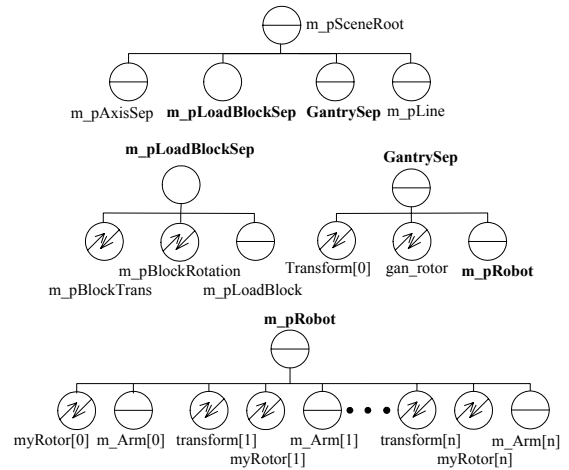 m_pSceneRoot
m_pAxisSep
m_pLoadBlockSep
GantrySep
m_pLine
m_pLoadBlockSep
m_pBlockTrans
m_pBlockRotation
m_pLoadBlock
GantrySep
Transform[0]
gan_rotor
m_pRobot
m_pRobot
myRotor[0]
m_Arm[0]
transform[1]
myRotor[1]
m_Arm[1]
transform[n]
myRotor[n]
m_Arm[n]